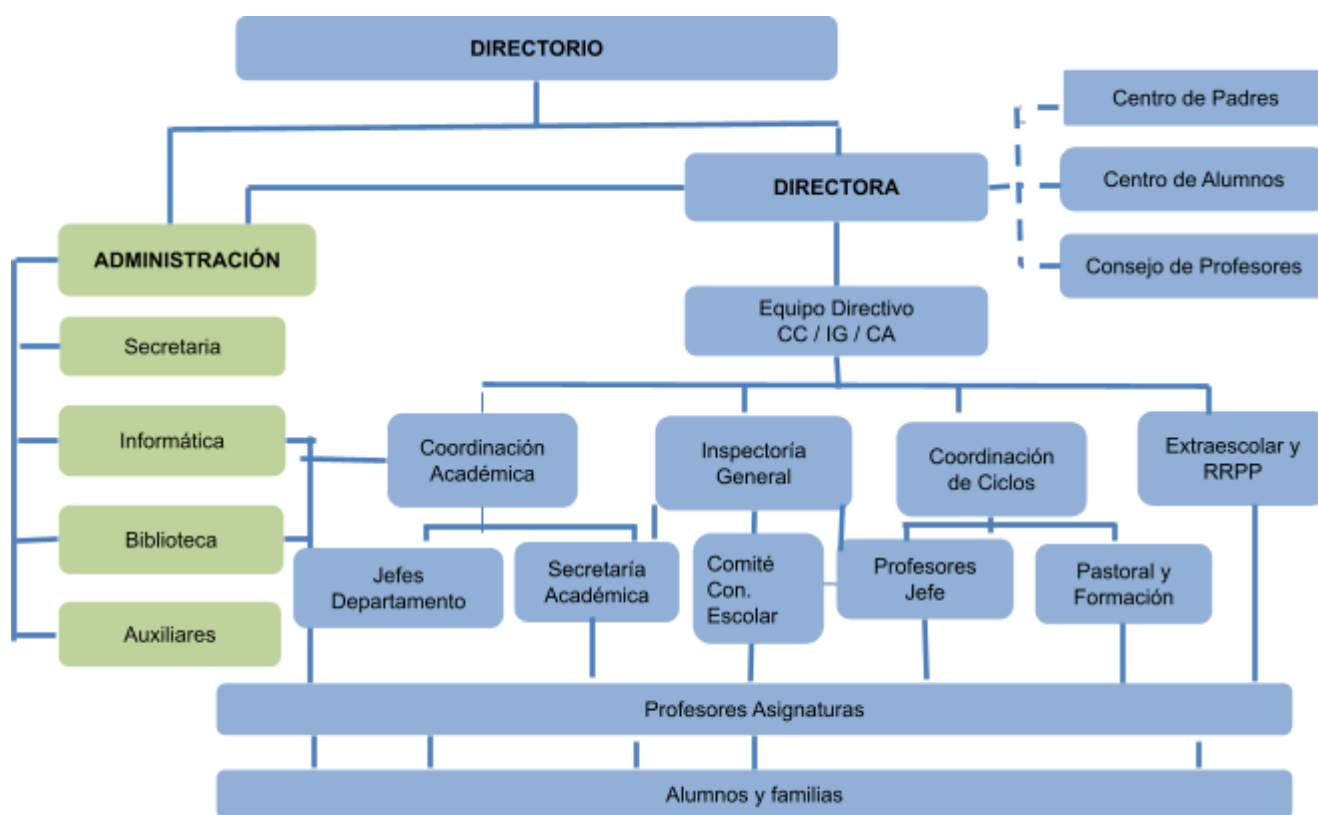 DIRECTORIO
Centro de Padres
DIRECTORA
Centro de Alumnos
ADMINISTRACIÓN
Consejo de Profesores
Equipo Directivo
CC / IG / CA
Secretaria
Informática
Coordinación
Académica
Inspectoría
General
Coordinación
de Ciclos
Extraescolar y
RRPP
Biblioteca
Jefes
Departamento
Secretaría
Académica
Comité
Con.
Escolar
Profesores
Jefe
Pastoral y
Formación
Auxiliares
Profesores Asignaturas
Alumnos y familias